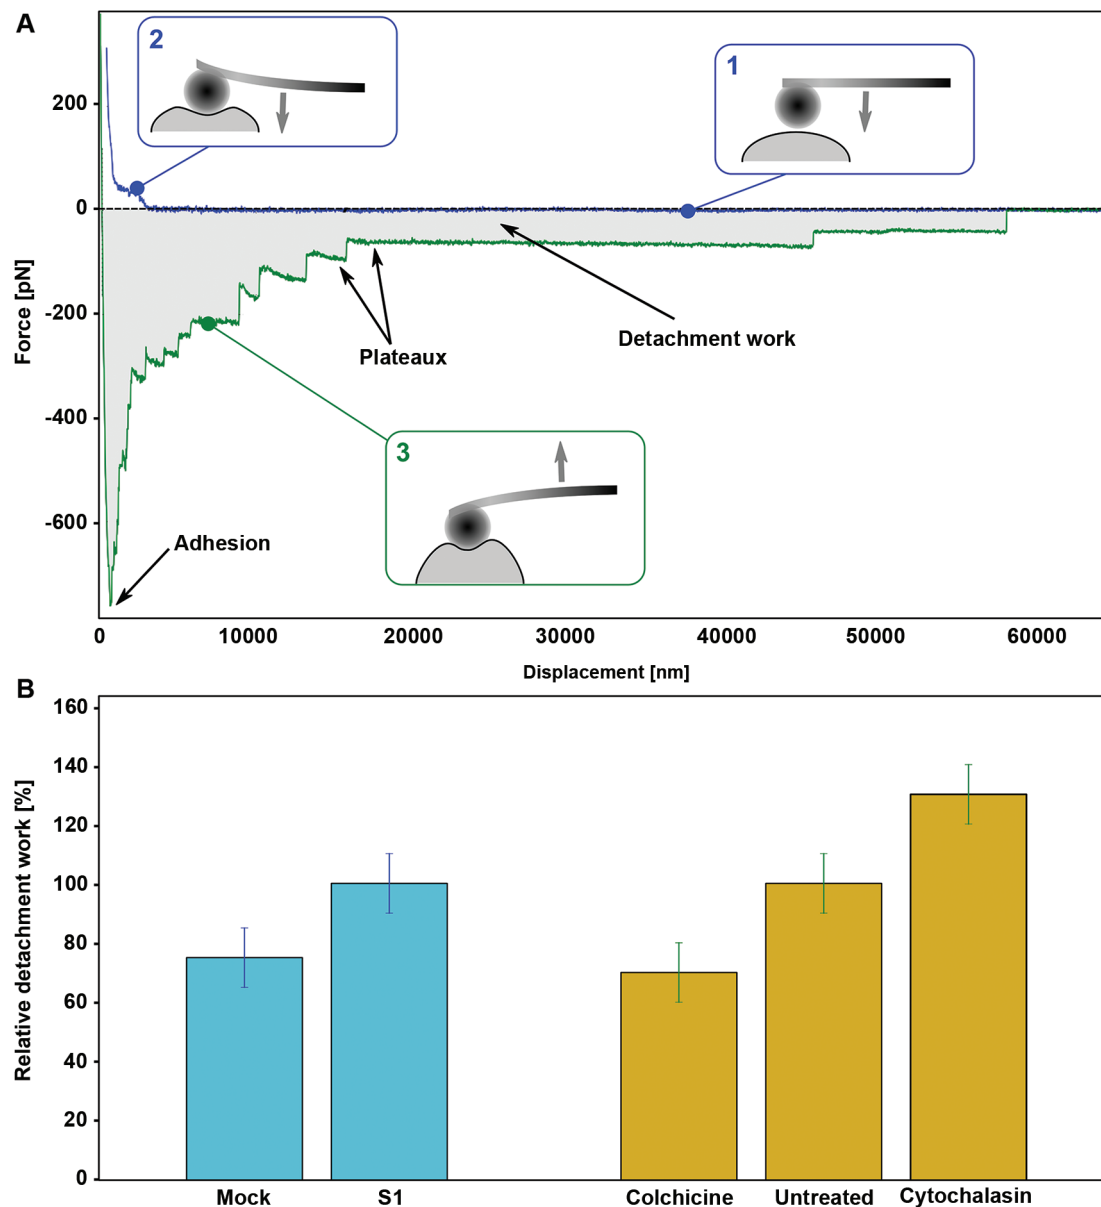 A
2
1
200
0
-200
-400
-600
Force [pN]
Plateaux
Detachment work
3
Adhesion
0 10000 20000 30000 40000 50000 60000
Displacement [nm]
B
160
140
120
100
80
60
40
20
0
Relative detachment work [%]
Mock S1 Colchicine Untreated Cytochalasin